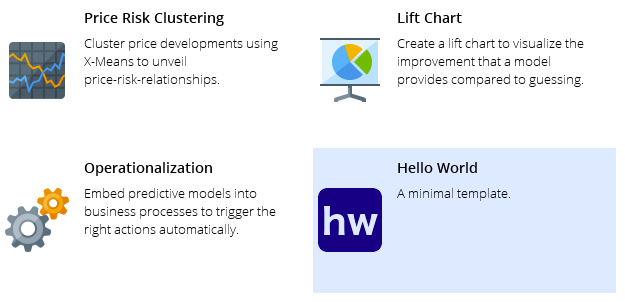 Price Risk Clustering
Cluster price developments using
X-Means to unveil
price-risk-relationships.
Lift Chart
Create a lift chart to visualize the
improvement that a model
provides compared to guessing.
Operationalization
Embed predictive models into
business processes to trigger the
right actions automatically.
Hello World
A minimal template.
hw